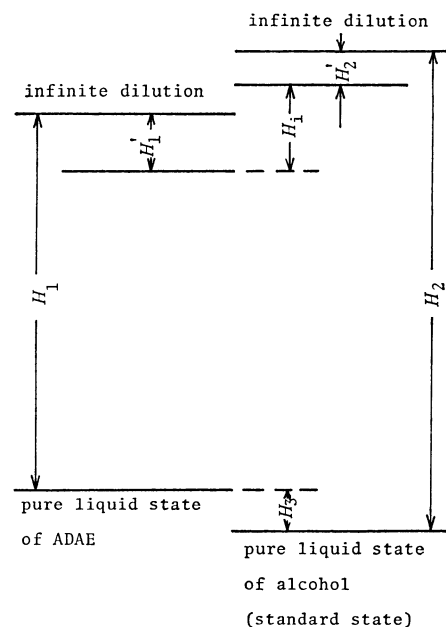 infinite dilution
infinite dilution
H₂'
H₁'
Hᵢ
H₁
H₂
H₃
pure liquid state
of ADAE
pure liquid state
of alcohol
(standard state)